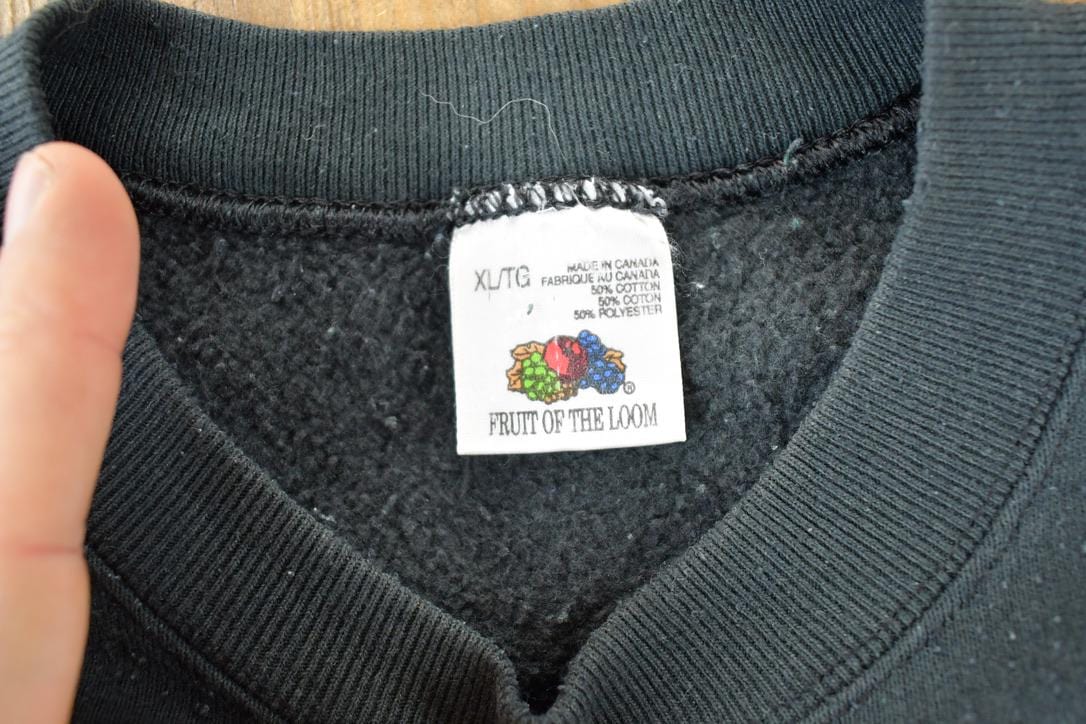 XL/TG
MADE IN CANADA
FABRIQUE AU CANADA
50% COTTON
50% COTON
50% POLYESTER
®
FRUIT OF THE LOOM